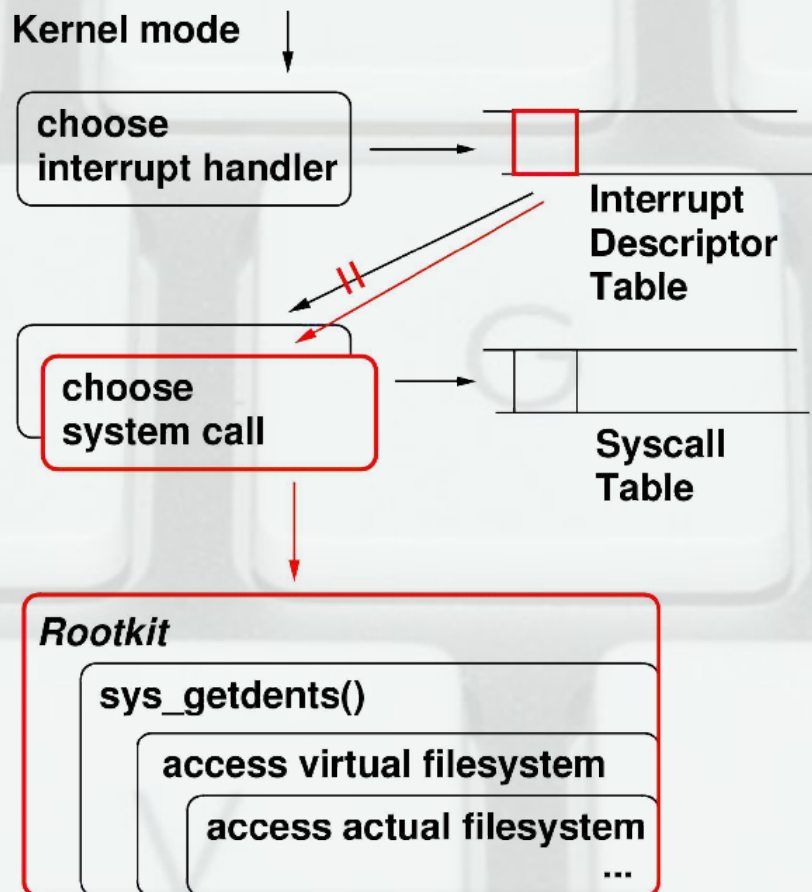 Kernel mode
choose
interrupt handler
Interrupt
Descriptor
Table
choose
system call
Syscall
Table
Rootkit
sys_getdents()
access virtual filesystem
access actual filesystem
...
G
V